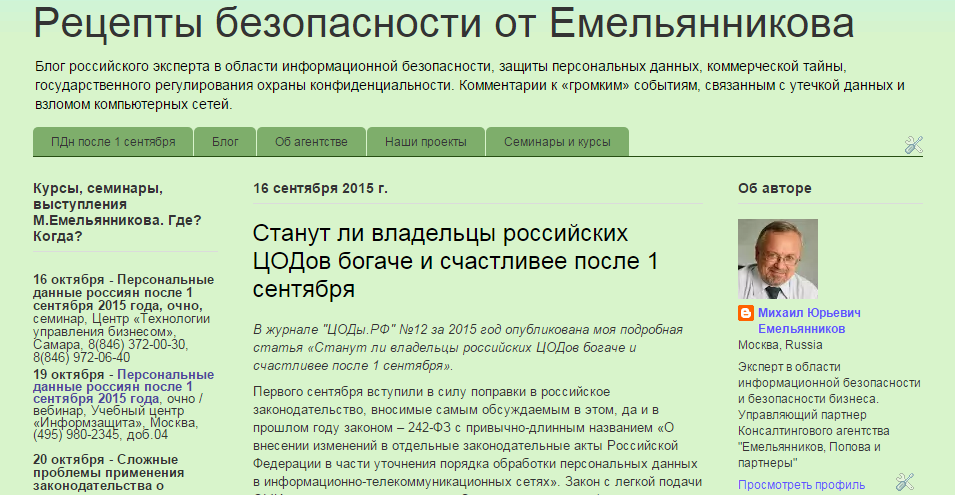 Рецепты безопасности от Емельянникова
Блог российского эксперта в области информационной безопасности, защиты персональных данных, коммерческой тайны,
государственного регулирования охраны конфиденциальности. Комментарии к «громким» событиям, связанным с утечкой данных и
взломом компьютерных сетей.
ПДн после 1 сентября
Блог
Об агентстве
Наши проекты
Семинары и курсы
Курсы, семинары,
выступления
М.Емельянникова. Где?
Когда?
16 октября - Персональные
данные россиян после 1
сентября 2015 года, очно,
семинар, Центр «Технологии
управления бизнесом»,
Самара, 8(846) 372-00-30,
8(846) 972-06-40
19 октября - Персональные
данные россиян после 1
сентября 2015 года, очно /
вебинар, Учебный центр
«Информзащита», Москва,
(495) 980-2345, доб.04
20 октября - Сложные
проблемы применения
законодательства о
16 сентября 2015 г.
Станут ли владельцы российских
ЦОДов богаче и счастливее после 1
сентября
В журнале "ЦОДы.РФ" №12 за 2015 год опубликована моя подробная
статья «Станут ли владельцы российских ЦОДов богаче и
счастливее после 1 сентября».
Первого сентября вступили в силу поправки в российское
законодательство, вносимые самым обсуждаемым в этом, да и в
прошлом году законом – 242-ФЗ с привычно-длинным названием «О
внесении изменений в отдельные законодательные акты Российской
Федерации в части уточнения порядка обработки персональных данных
в информационно-телекоммуникационных сетях». Закон с легкой подачи
Об авторе
Михаил Юрьевич
Емельянников
Москва, Russia
Эксперт в области
информационной безопасности
и безопасности бизнеса.
Управляющий партнер
Консалтингового агентства
"Емельянников, Попова и
партнеры"
Просмотреть профиль